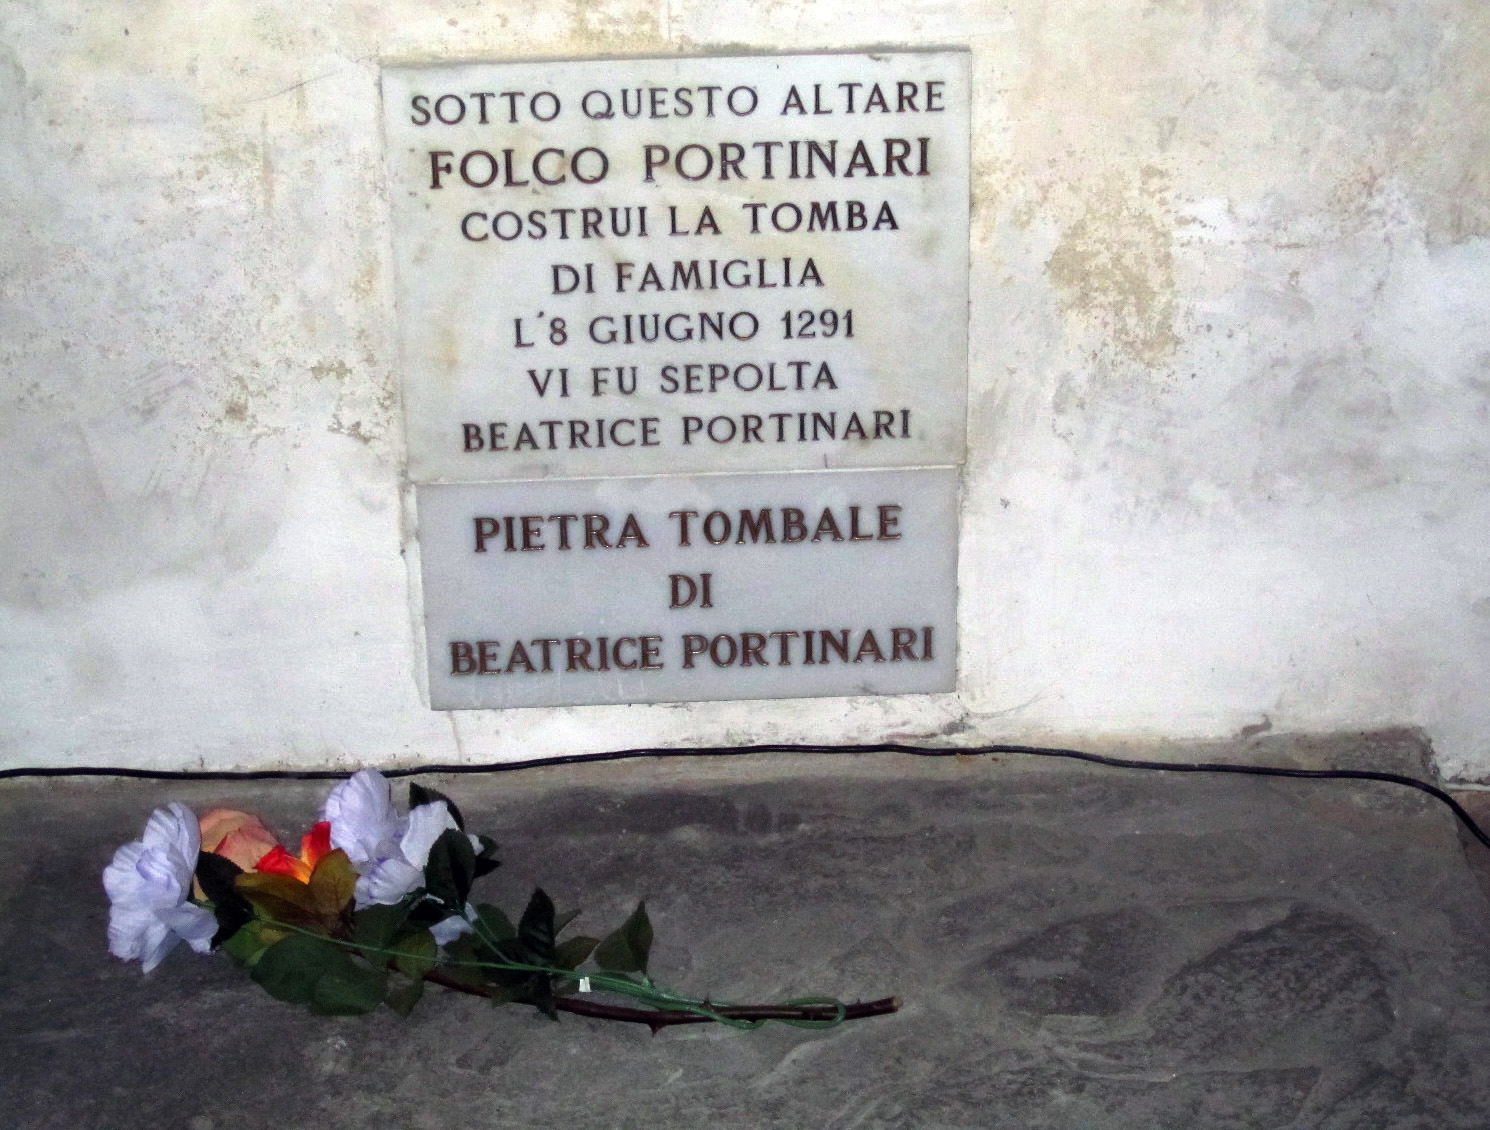 SOTTO QUESTO ALTARE
FOLCO PORTINARI
COSTRUI LA TOMBA
DI FAMIGLIA
L'8 GIUGNO 1291
VI FU SEPOLTA
BEATRICE PORTINARI
PIETRA TOMBALE
DI
BEATRICE PORTINARI